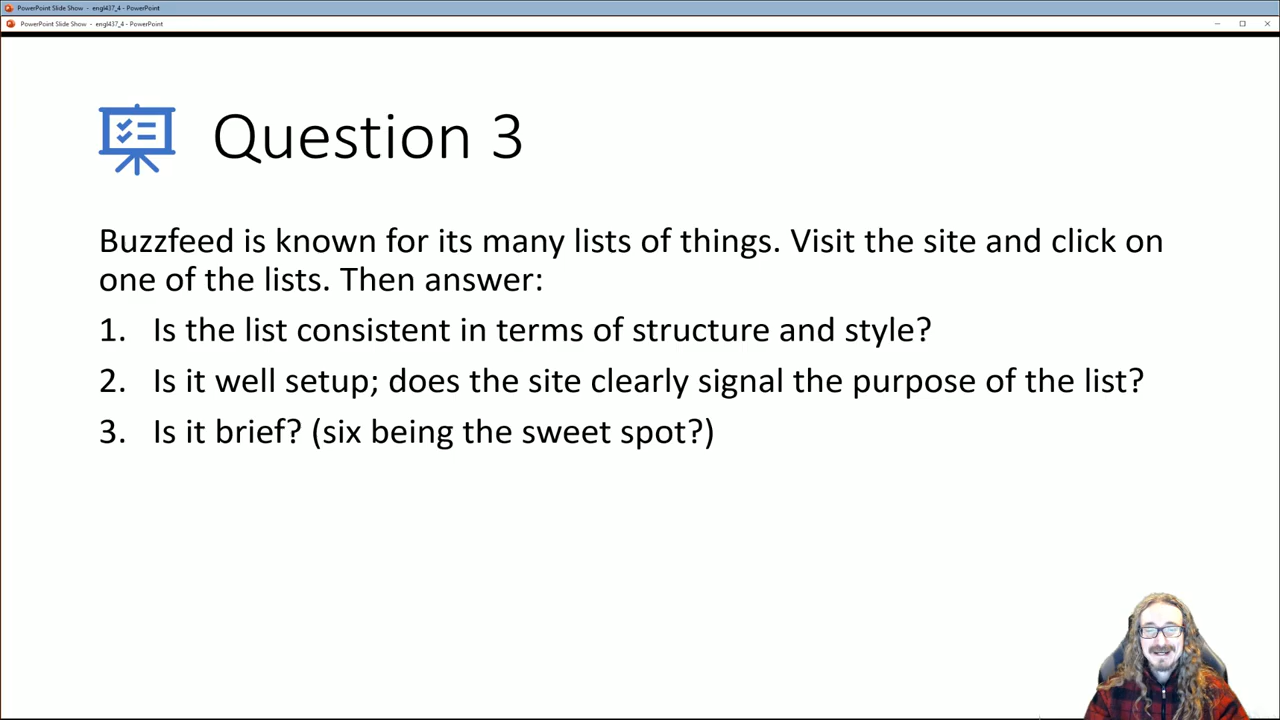 PowerPoint Slide Show - engl437_4 - PowerPoint
PowerPoint Slide Show - engl437_4 - PowerPoint
Question 3
Buzzfeed is known for its many lists of things. Visit the site and click on
one of the lists. Then answer:
1. Is the list consistent in terms of structure and style?
2. Is it well setup; does the site clearly signal the purpose of the list?
3. Is it brief? (six being the sweet spot?)